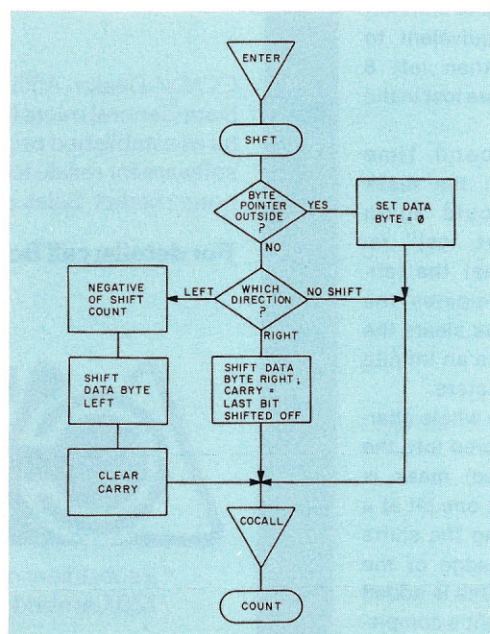 ENTER
SHFT
BYTE
POINTER
OUTSIDE
?
YES
SET DATA
BYTE = Ø
NO
NEGATIVE
OF SHIFT
COUNT
LEFT
WHICH
DIRECTION
?
NO SHIFT
RIGHT
SHIFT
DATA BYTE
LEFT
SHIFT DATA
BYTE RIGHT,
CARRY =
LAST BIT
SHIFTED OFF
CLEAR
CARRY
COCALL
COUNT